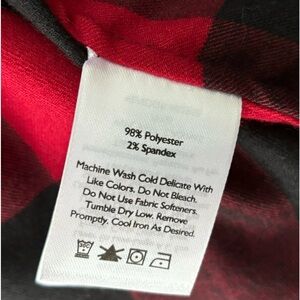 98% Polyester
2% Spandex
Machine Wash Cold Delicate With
Like Colors. Do Not Bleach.
Do Not Use Fabric Softeners.
Tumble Dry Low. Remove
Promptly. Cool Iron As Desired.